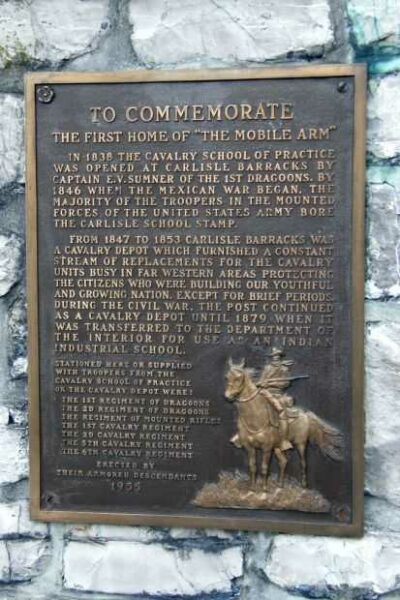 TO COMMEMORATE
THE FIRST HOME OF "THE MOBILE ARM"
IN 1838 THE CAVALRY SCHOOL OF PRACTICE
WAS OPENED AT CARLISLE BARRACKS BY
CAPTAIN E.V. SUMNER OF THE 1ST DRAGOONS. BY
1846 WHEN THE MEXICAN WAR BEGAN, THE
MAJORITY OF THE TROOPERS IN THE MOUNTED
FORCES OF THE UNITED STATES ARMY BORE
THE CARLISLE SCHOOL STAMP.
FROM 1847 TO 1853 CARLISLE BARRACKS WAS
A CAVALRY DEPOT WHICH FURNISHED A CONSTANT
STREAM OF REPLACEMENTS FOR THE CAVALRY
UNITS BUSY IN FAR WESTERN AREAS PROTECTING
THE CITIZENS WHO WERE BUILDING OUR YOUTHFUL
AND GROWING NATION. EXCEPT FOR BRIEF PERIODS
DURING THE CIVIL WAR, THE POST CONTINUED
AS A CAVALRY DEPOT UNTIL 1879 WHEN IT
WAS TRANSFERRED TO THE DEPARTMENT OF
THE INTERIOR FOR USE AS AN INDIAN
INDUSTRIAL SCHOOL.
STATIONED HERE OR SUPPLIED
WITH TROOPERS FROM THE
CAVALRY SCHOOL OF PRACTICE
OR THE CAVALRY DEPOT WERE:
THE 1ST REGIMENT OF DRAGOONS
THE 2D REGIMENT OF DRAGOONS
THE REGIMENT OF MOUNTED RIFLES
THE 1ST CAVALRY REGIMENT
THE 2D CAVALRY REGIMENT
THE 5TH CAVALRY REGIMENT
THE 6TH CAVALRY REGIMENT
ERECTED BY
THEIR ARMORED DESCENDANTS